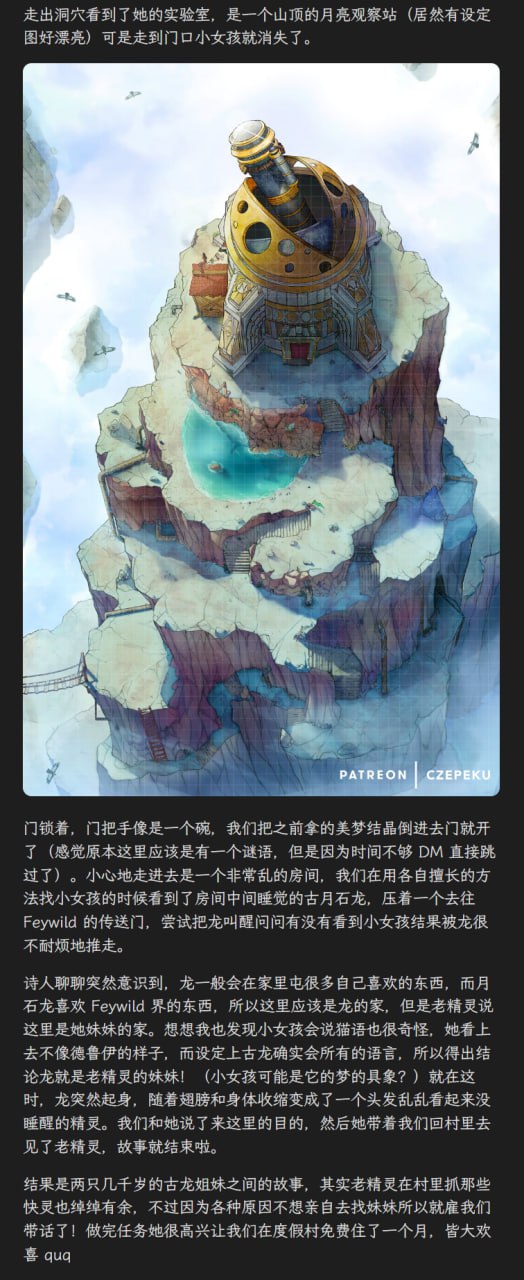 走出洞穴看到了她的实验室，是一个山顶的月亮观察站（居然有设定
图好漂亮）可是走到门口小女孩就消失了。
PATREON | CZEPEKU
门锁着，门把手像是一个碗，我们把之前拿的美梦结晶倒进去门就开
了（感觉原本这里应该是有一个谜语，但是因为时间不够 DM 直接跳
过了）。小心地走进去是一个非常乱的房间，我们在用各自擅长的方
法找小女孩的时候看到了房间中间睡觉的古月石龙，压着一个去往
Feywild 的传送门，尝试把龙叫醒问问有没有看到小女孩结果被龙很
不耐烦地推走。
诗人聊聊突然意识到，龙一般会在家里屯很多自己喜欢的东西，而月
石龙喜欢 Feywild 界的东西，所以这里应该是龙的家，但是老精灵说
这里是她妹妹的家。想想我也发现小女孩会说猫语也很奇怪，她看上
去不像德鲁伊的样子，而设定上古龙确实会所有的语言，所以得出结
论龙就是老精灵的妹妹！（小女孩可能是它的梦的具象？）就在这
时，龙突然起身，随着翅膀和身体收缩变成了一个头发乱乱看起来没
睡醒的精灵。我们和她说了来这里的目的，然后她带着我们回村里去
见了老精灵，故事就结束啦。
结果是两只几千岁的古龙姐妹之间的故事，其实老精灵在村里抓那些
快灵也绰绰有余，不过因为各种原因不想亲自去找妹妹所以就雇我们
带话了！做完任务她很高兴让我们在度假村免费住了一个月，皆大欢
喜 quq